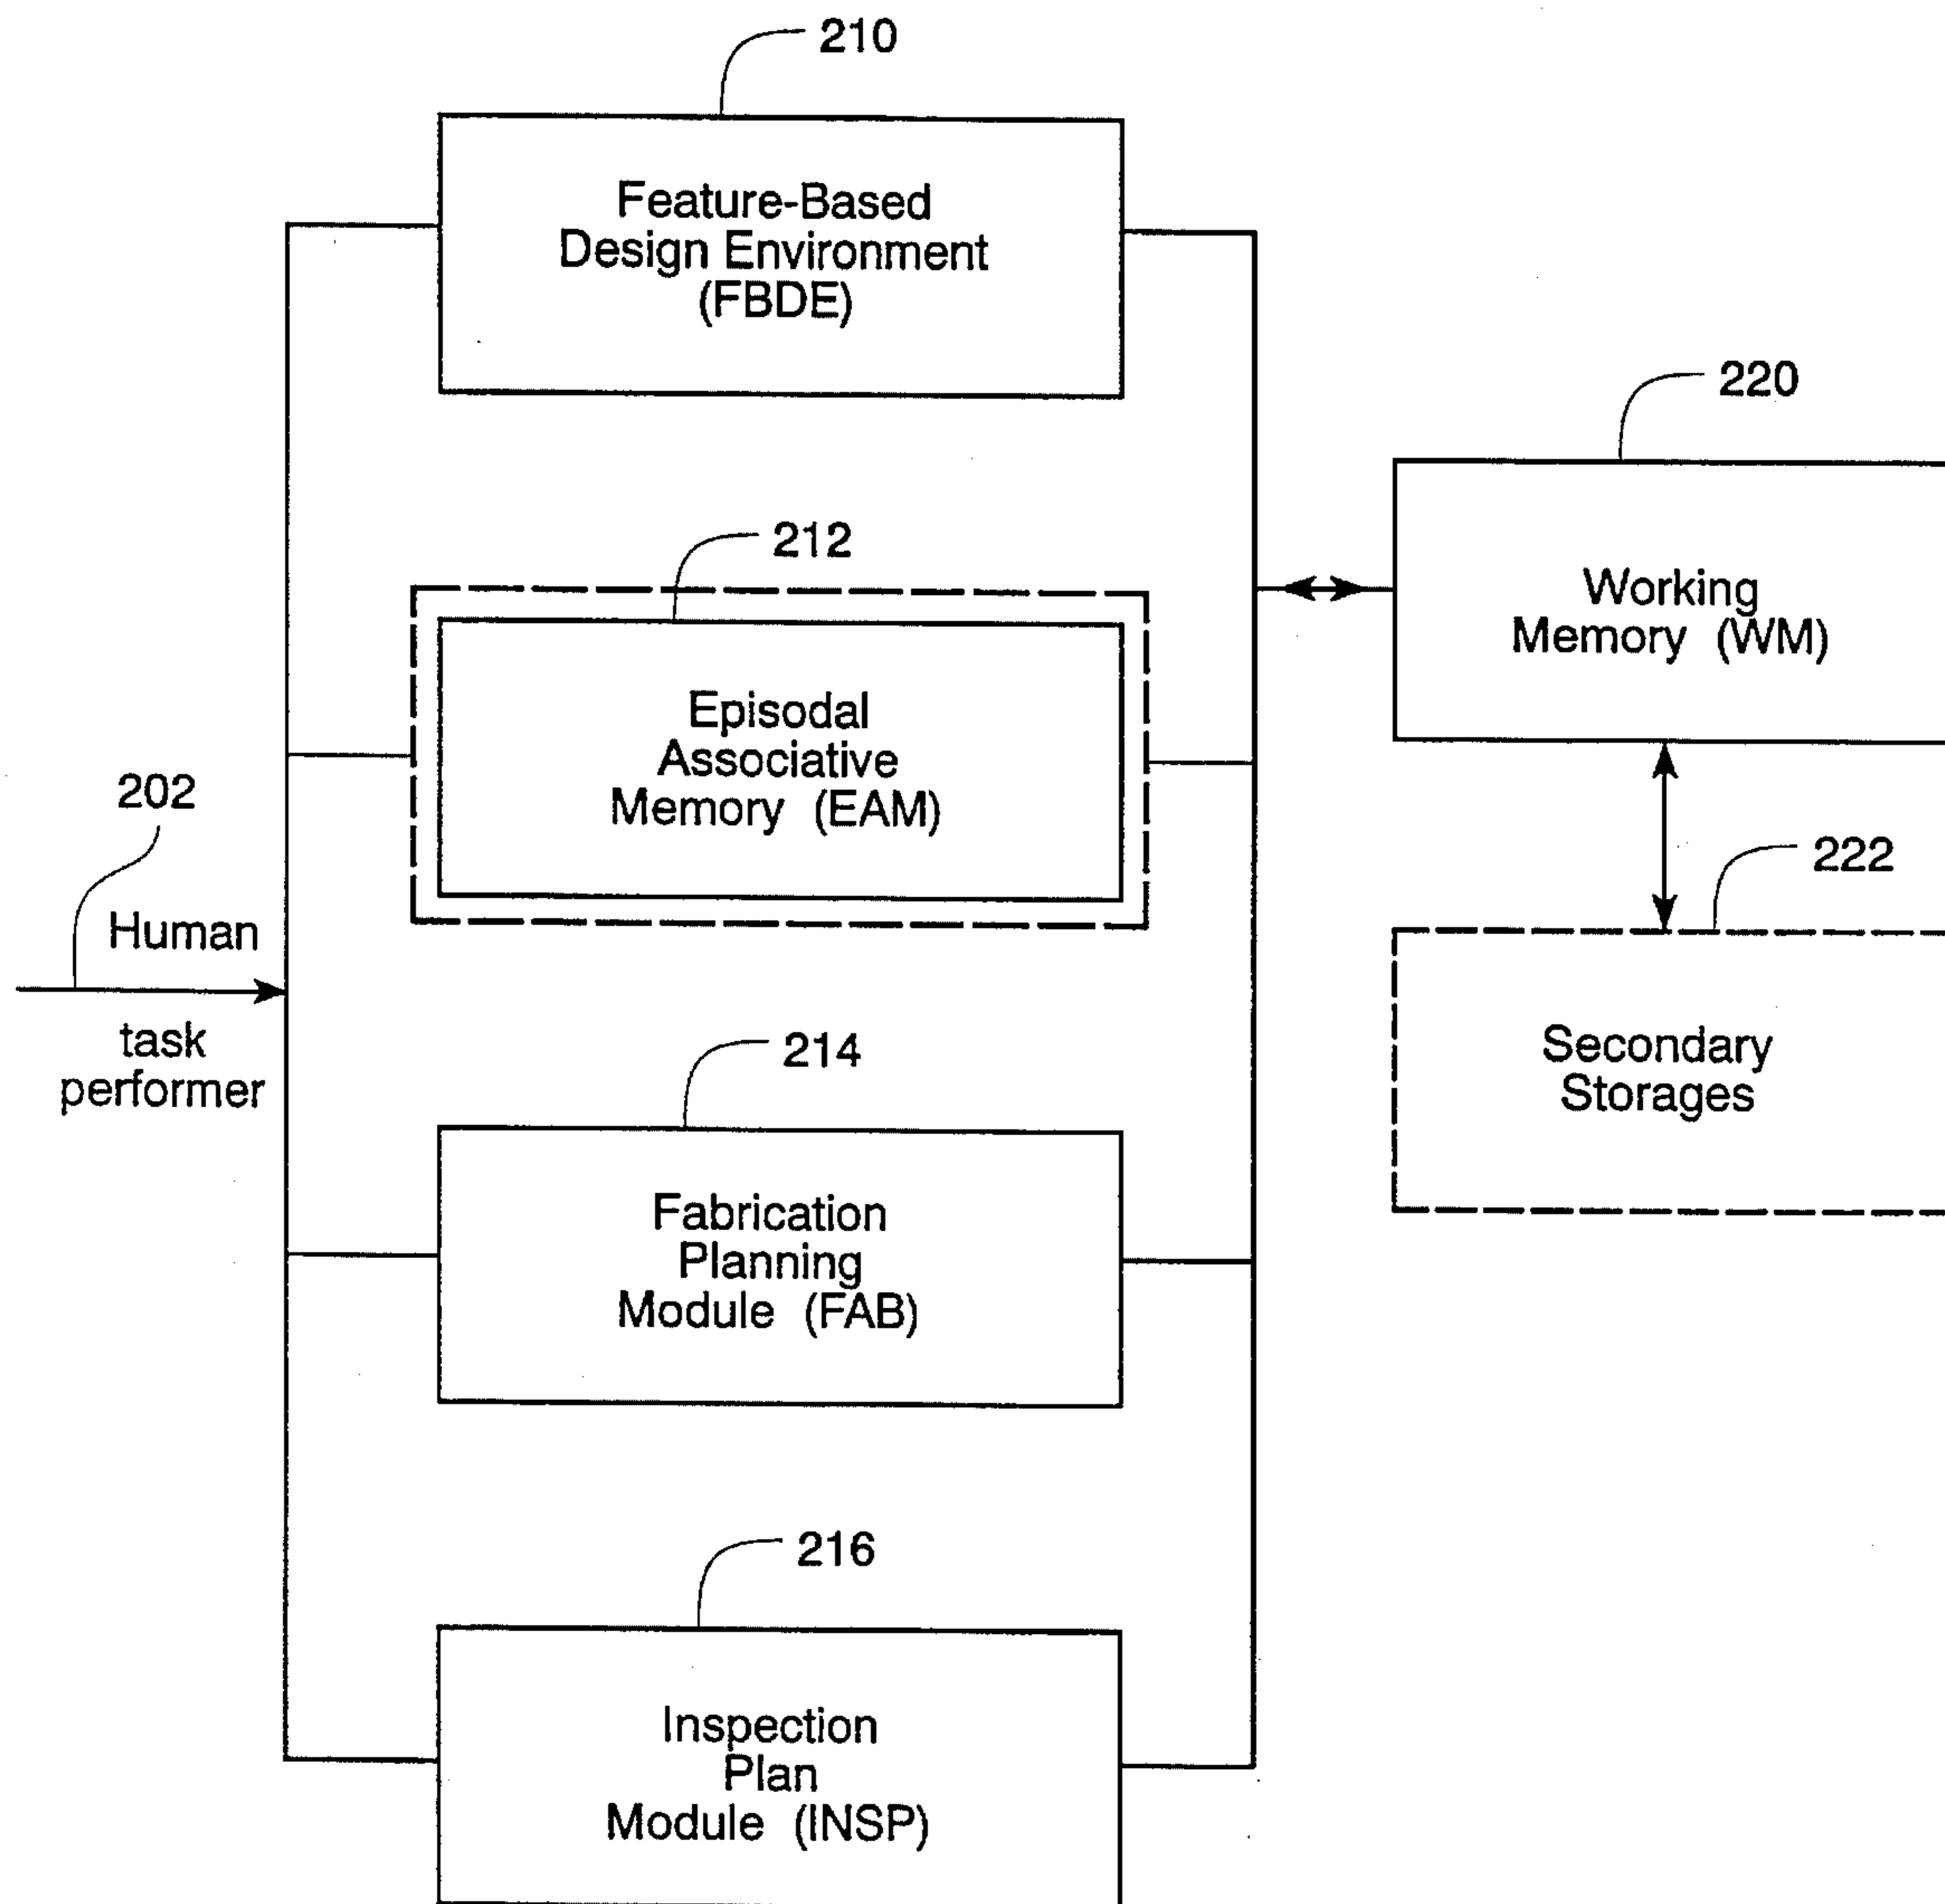 210
Feature-Based
Design Environment
(FBDE)
220
Working
Memory (WM)
212
Episodal
Associative
Memory (EAM)
202
Human
task
performer
222
Secondary
Storages
214
Fabrication
Planning
Module (FAB)
216
Inspection
Plan
Module (INSP)